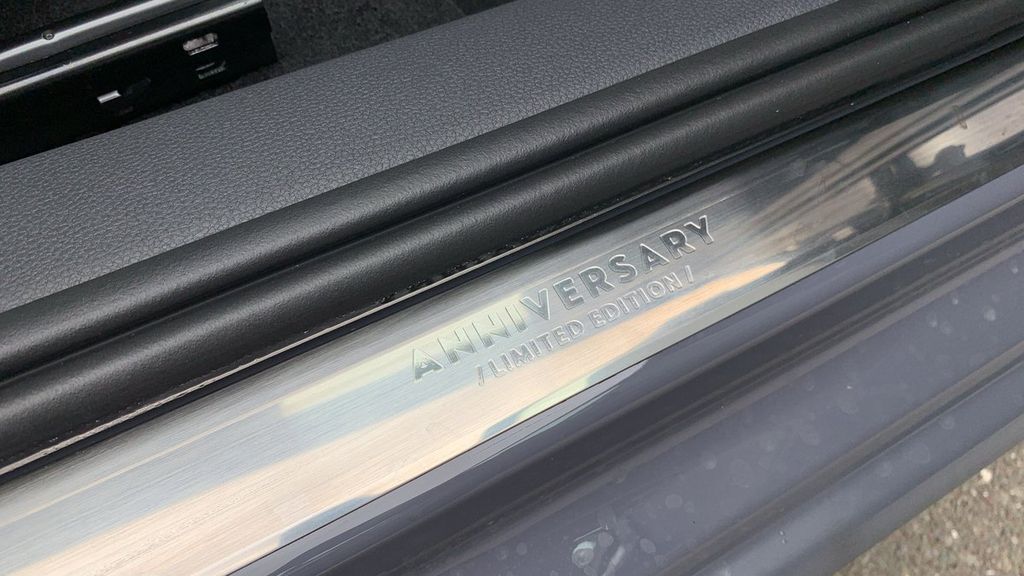 ANNIVERSARY
/ LIMITED EDITION /